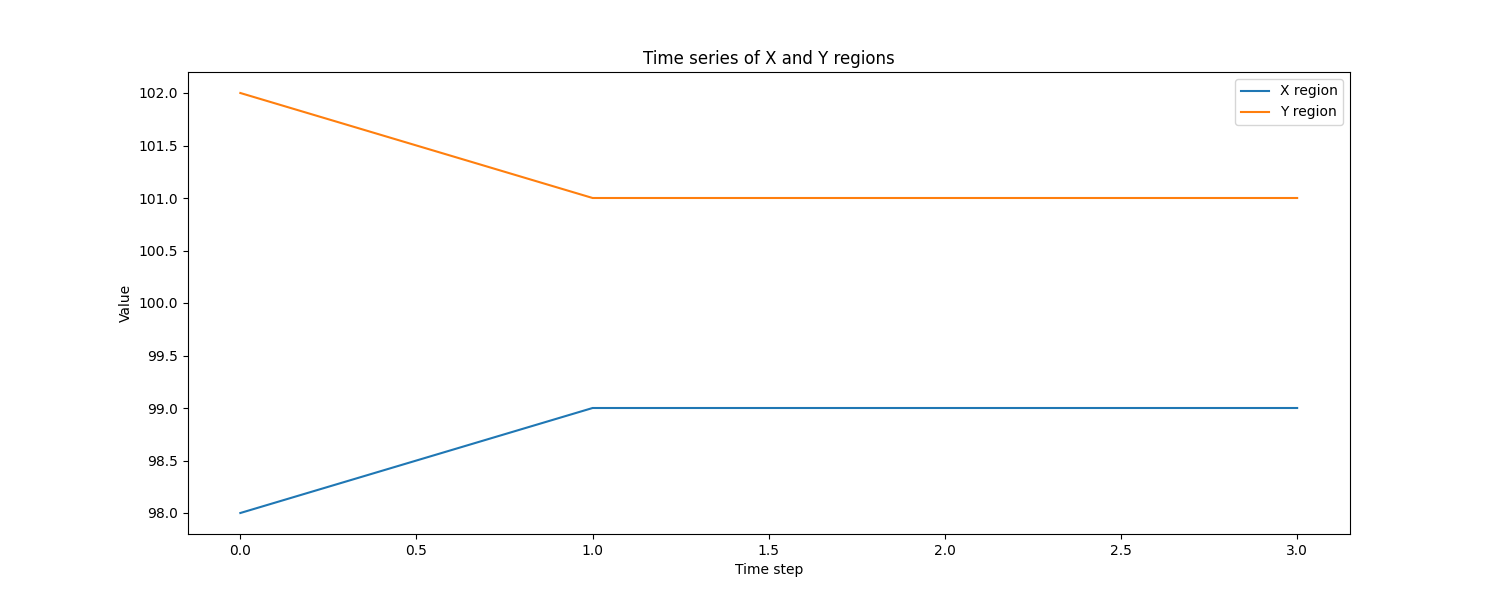 Time series of X and Y regions
X region
Y region
102.0
101.5
101.0
100.5
100.0
99.5
99.0
98.5
98.0
Value
0.0 0.5 1.0 1.5 2.0 2.5 3.0
Time step